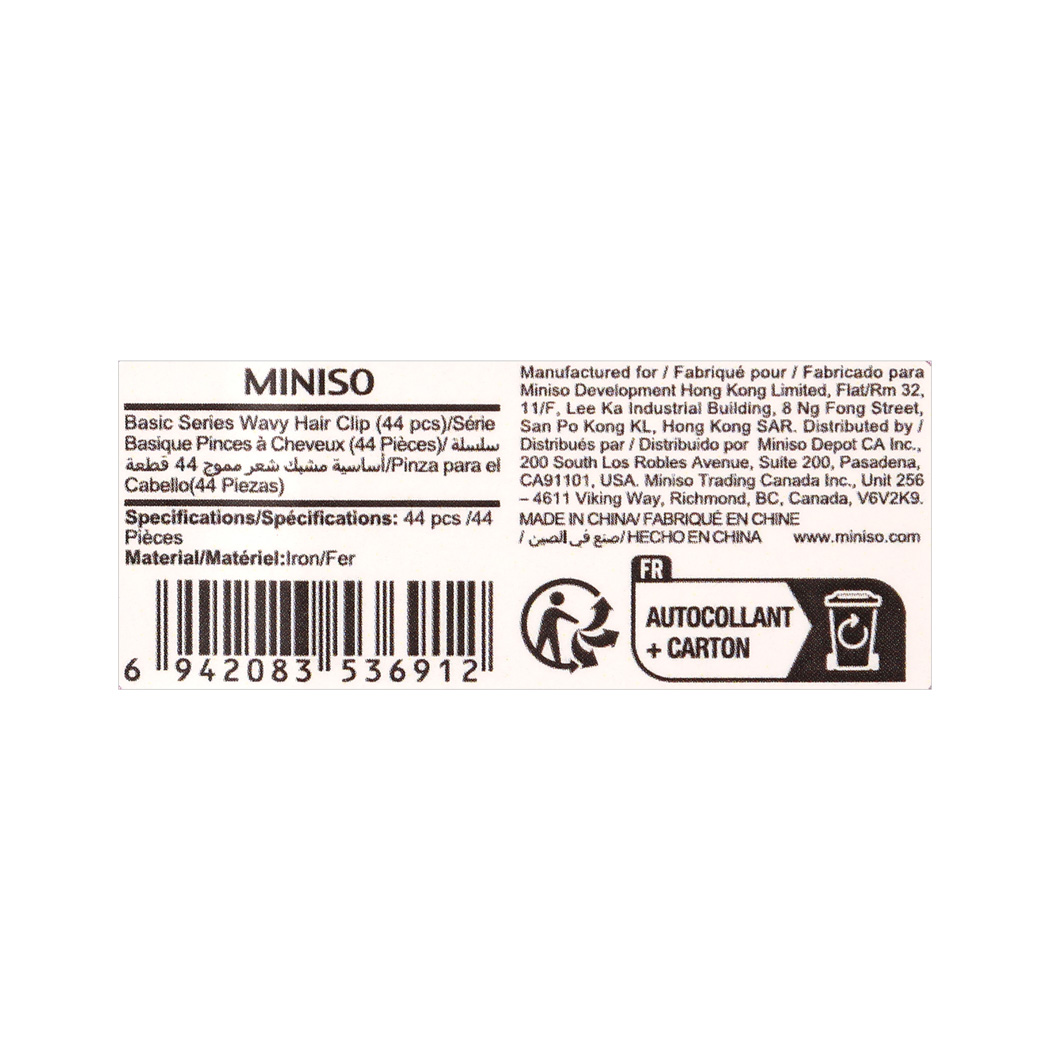 MINISO
Basic Series Wavy Hair Clip (44 pcs)/Série
Basique Pinces à Cheveux (44 Pièces)/ سلسلة
أساسية مشبك شعر مموج 44 قطعة/Pinza para el
Cabello(44 Piezas)
Specifications/Spécifications: 44 pcs /44
Pièces
Material/Matériel:Iron/Fer
6 942083 536912
Manufactured for / Fabriqué pour / Fabricado para
Miniso Development Hong Kong Limited, Flat/Rm 32,
11/F, Lee Ka Industrial Building, 8 Ng Fong Street,
San Po Kong KL, Hong Kong SAR. Distributed by /
Distribués par / Distribuido por Miniso Depot CA Inc.,
200 South Los Robles Avenue, Suite 200, Pasadena,
CA91101, USA. Miniso Trading Canada Inc., Unit 256
– 4611 Viking Way, Richmond, BC, Canada, V6V2K9.
MADE IN CHINA/ FABRIQUÉ EN CHINE
/ صنع في الصين/HECHO EN CHINA www.miniso.com
FR
AUTOCOLLANT
+ CARTON